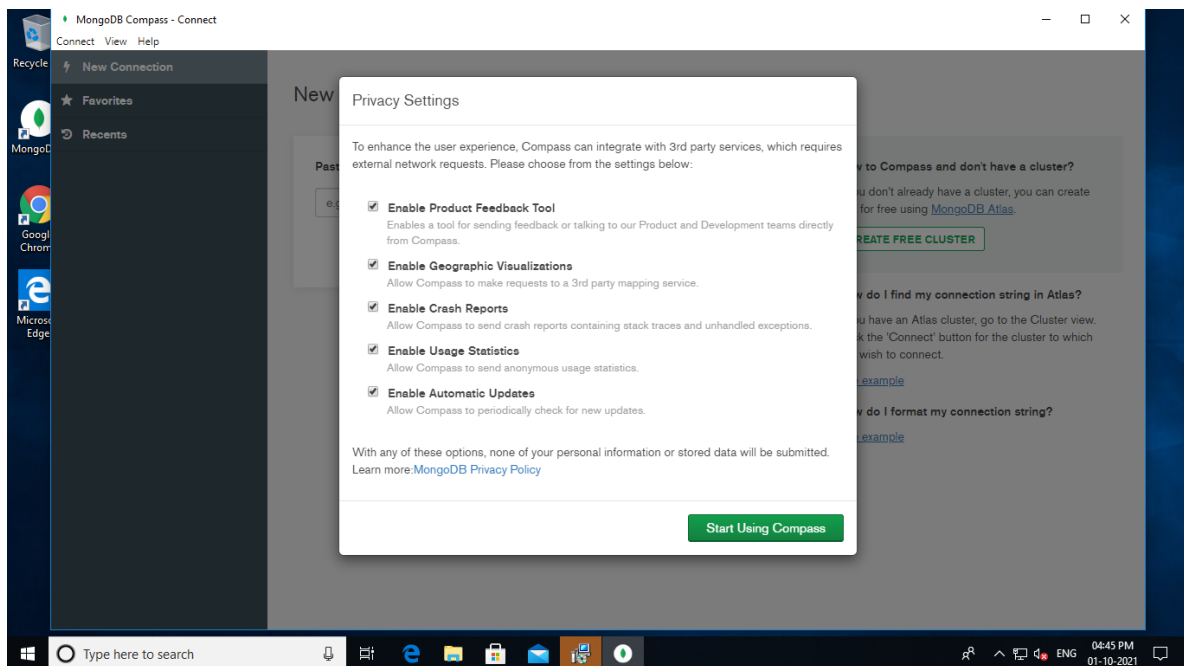 MongoDB Compass - Connect
Connect View Help
Recycle
New Connection
Favorites
Recents
New
Past
e.g
Privacy Settings
To enhance the user experience, Compass can integrate with 3rd party services, which requires
external network requests. Please choose from the settings below:
Enable Product Feedback Tool
Enables a tool for sending feedback or talking to our Product and Development teams directly
from Compass.
Enable Geographic Visualizations
Allow Compass to make requests to a 3rd party mapping service.
Enable Crash Reports
Allow Compass to send crash reports containing stack traces and unhandled exceptions.
Enable Usage Statistics
Allow Compass to send anonymous usage statistics.
Enable Automatic Updates
Allow Compass to periodically check for new updates.
With any of these options, none of your personal information or stored data will be submitted.
Learn more:MongoDB Privacy Policy
Start Using Compass
w to Compass and don't have a cluster?
u don't already have a cluster, you can create
for free using MongoDB Atlas.
REATE FREE CLUSTER
w do I find my connection string in Atlas?
u have an Atlas cluster, go to the Cluster view.
k the 'Connect' button for the cluster to which
wish to connect.
example
w do I format my connection string?
example
MongoD
Googl
Chrom
Micros
Edge
Type here to search
ENG
04:45 PM
01-10-2021